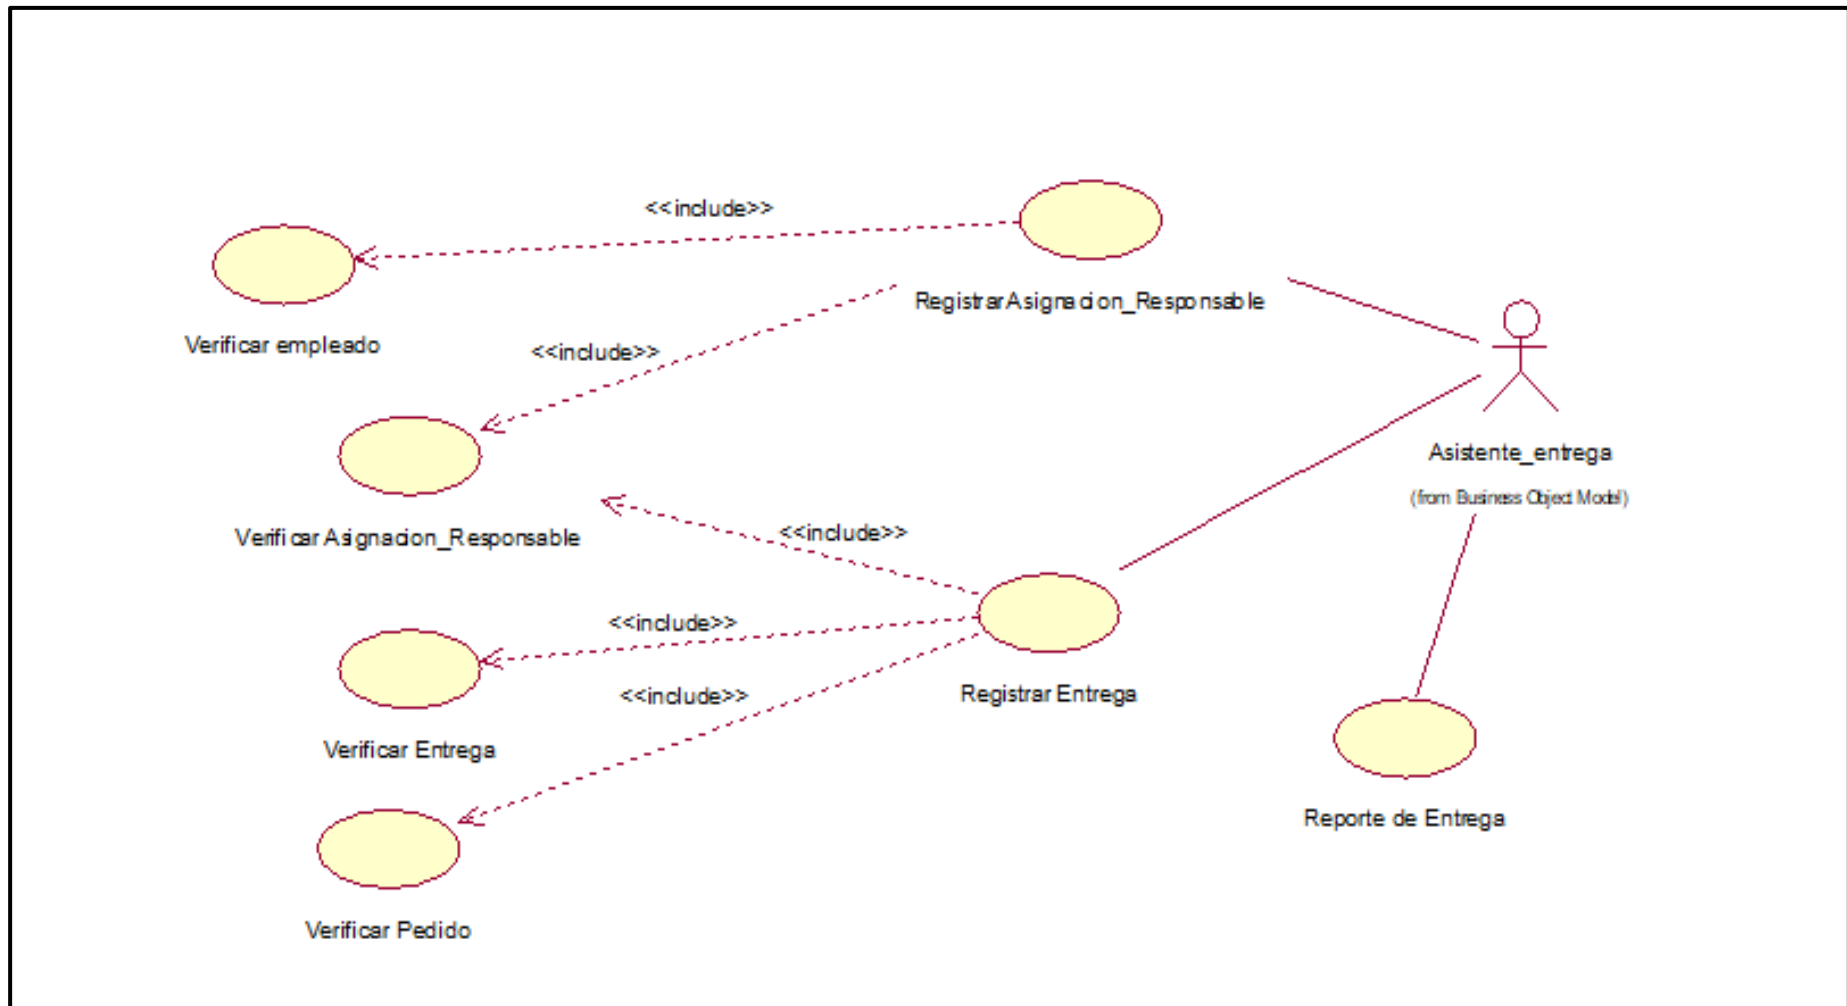 <<include>>
RegistrarAsignacion_Responsable
Verificar empleado
<<include>>
Asistente_entrega
(from Business Object Model)
Verificar Asignacion_Responsable
<<include>>
<<include>>
Registrar Entrega
<<include>>
Verificar Entrega
Reporte de Entrega
Verificar Pedido